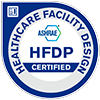 HEALTHCARE FACILITY DESIGN
ASHRAE
HFDP
CERTIFIED